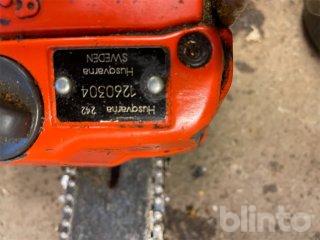 Husqvarna 242
1260304
Husqvarna
SWEDEN
blinto